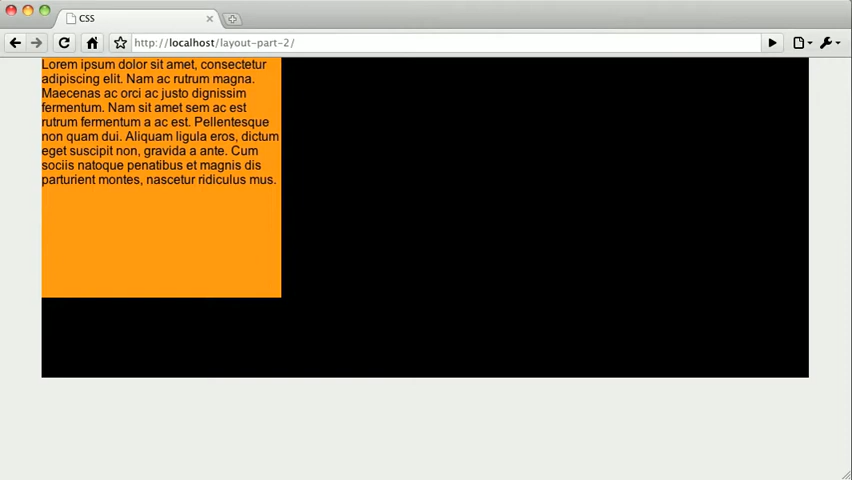 CSS
http://localhost/layout-part-2/
Lorem ipsum dolor sit amet, consectetur
adipiscing elit. Nam ac rutrum magna.
Maecenas ac orci ac justo dignissim
fermentum. Nam sit amet sem ac est
rutrum fermentum a ac est. Pellentesque
non quam dui. Aliquam ligula eros, dictum
eget suscipit non, gravida a ante. Cum
sociis natoque penatibus et magnis dis
parturient montes, nascetur ridiculus mus.